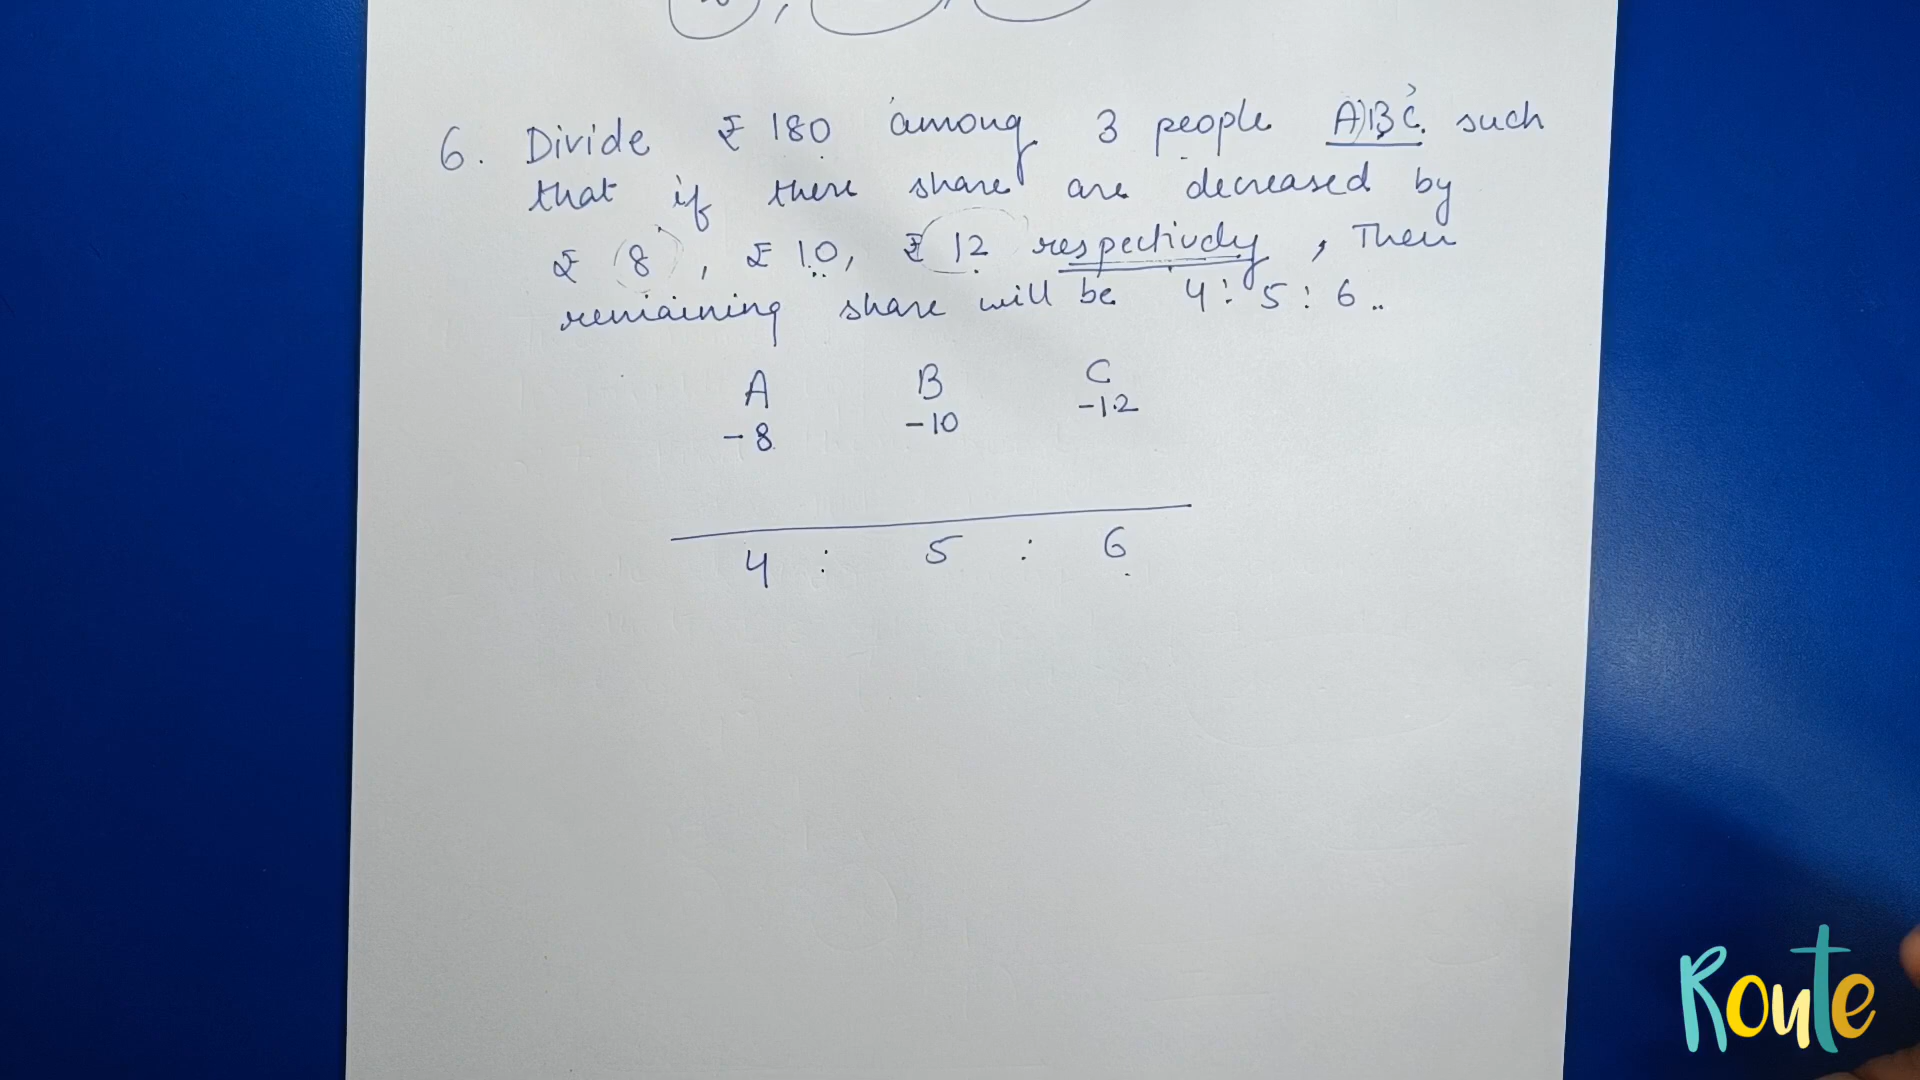 6. Divide ₹ 180 among 3 people A,B,C. such
that if there share are decreased by
₹ 8, ₹ 10, ₹ 12 respectively, Then
remaining share will be 4:5:6..
A B C
-8 -10 -12
4 : 5 : 6
Route